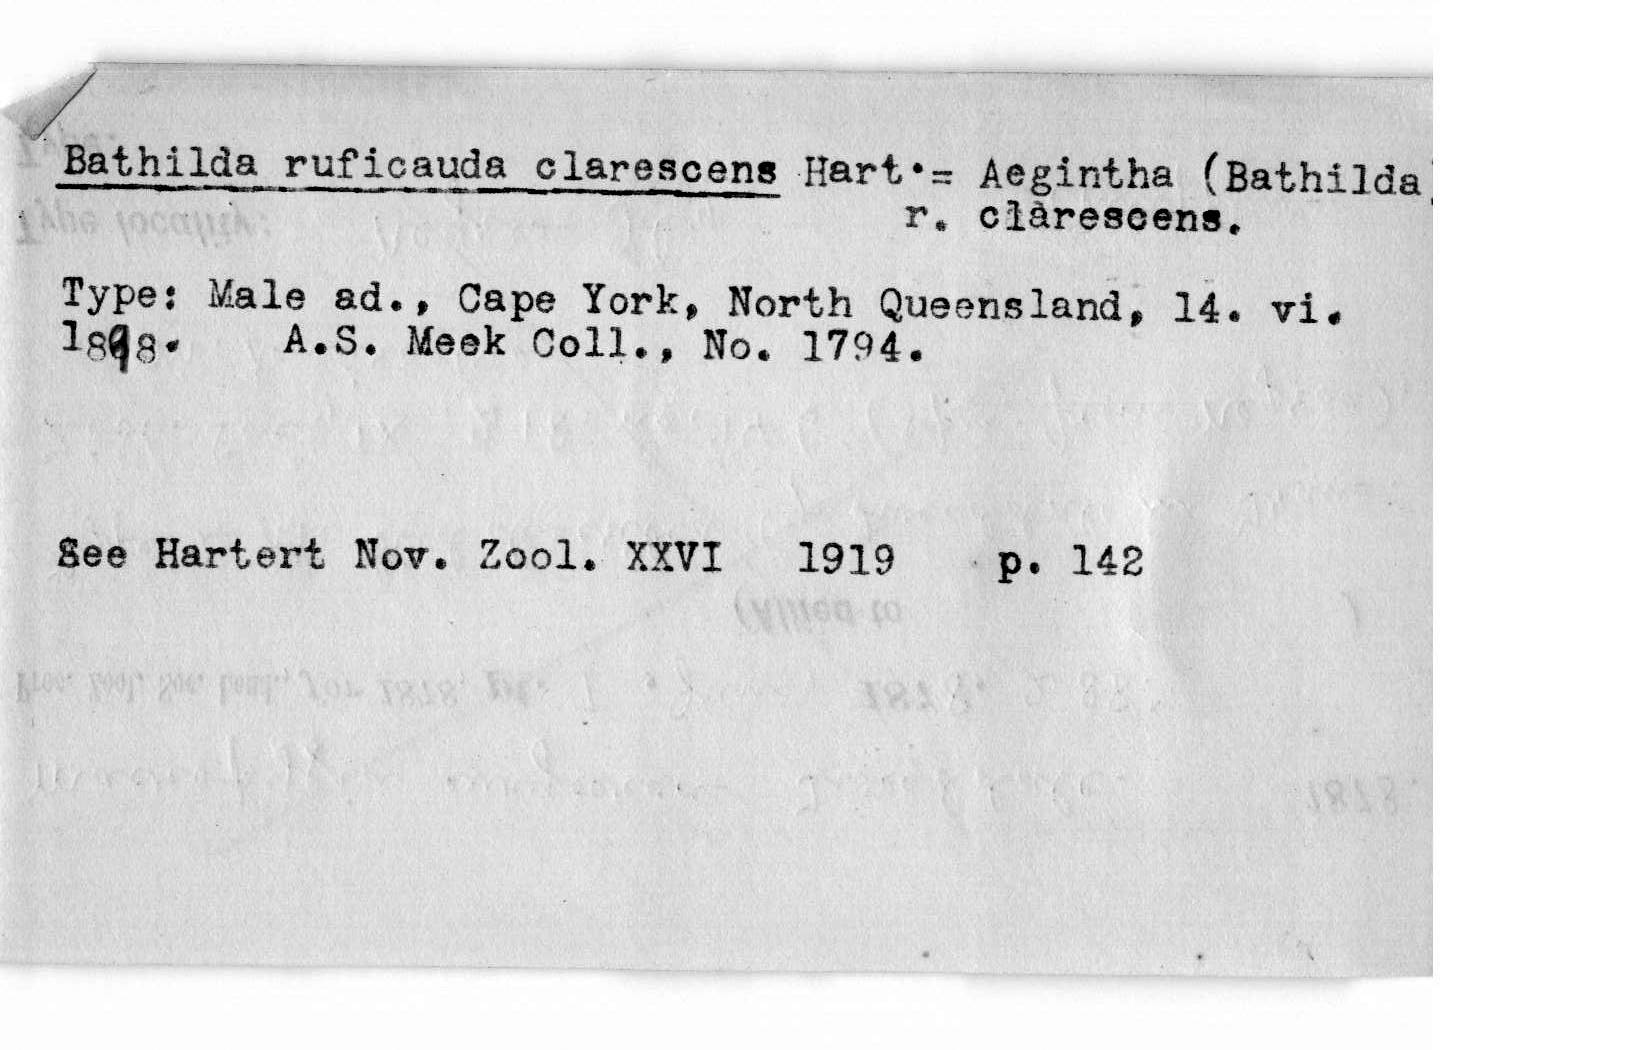 Bathilda ruficauda clarescens Hart.= Aegintha (Bathilda)
r. clarescens.
Type: Male ad., Cape York, North Queensland, 14. vi.
1898. A.S. Meek Coll., No. 1794.
See Hartert Nov. Zool. XXVI 1919 p. 142